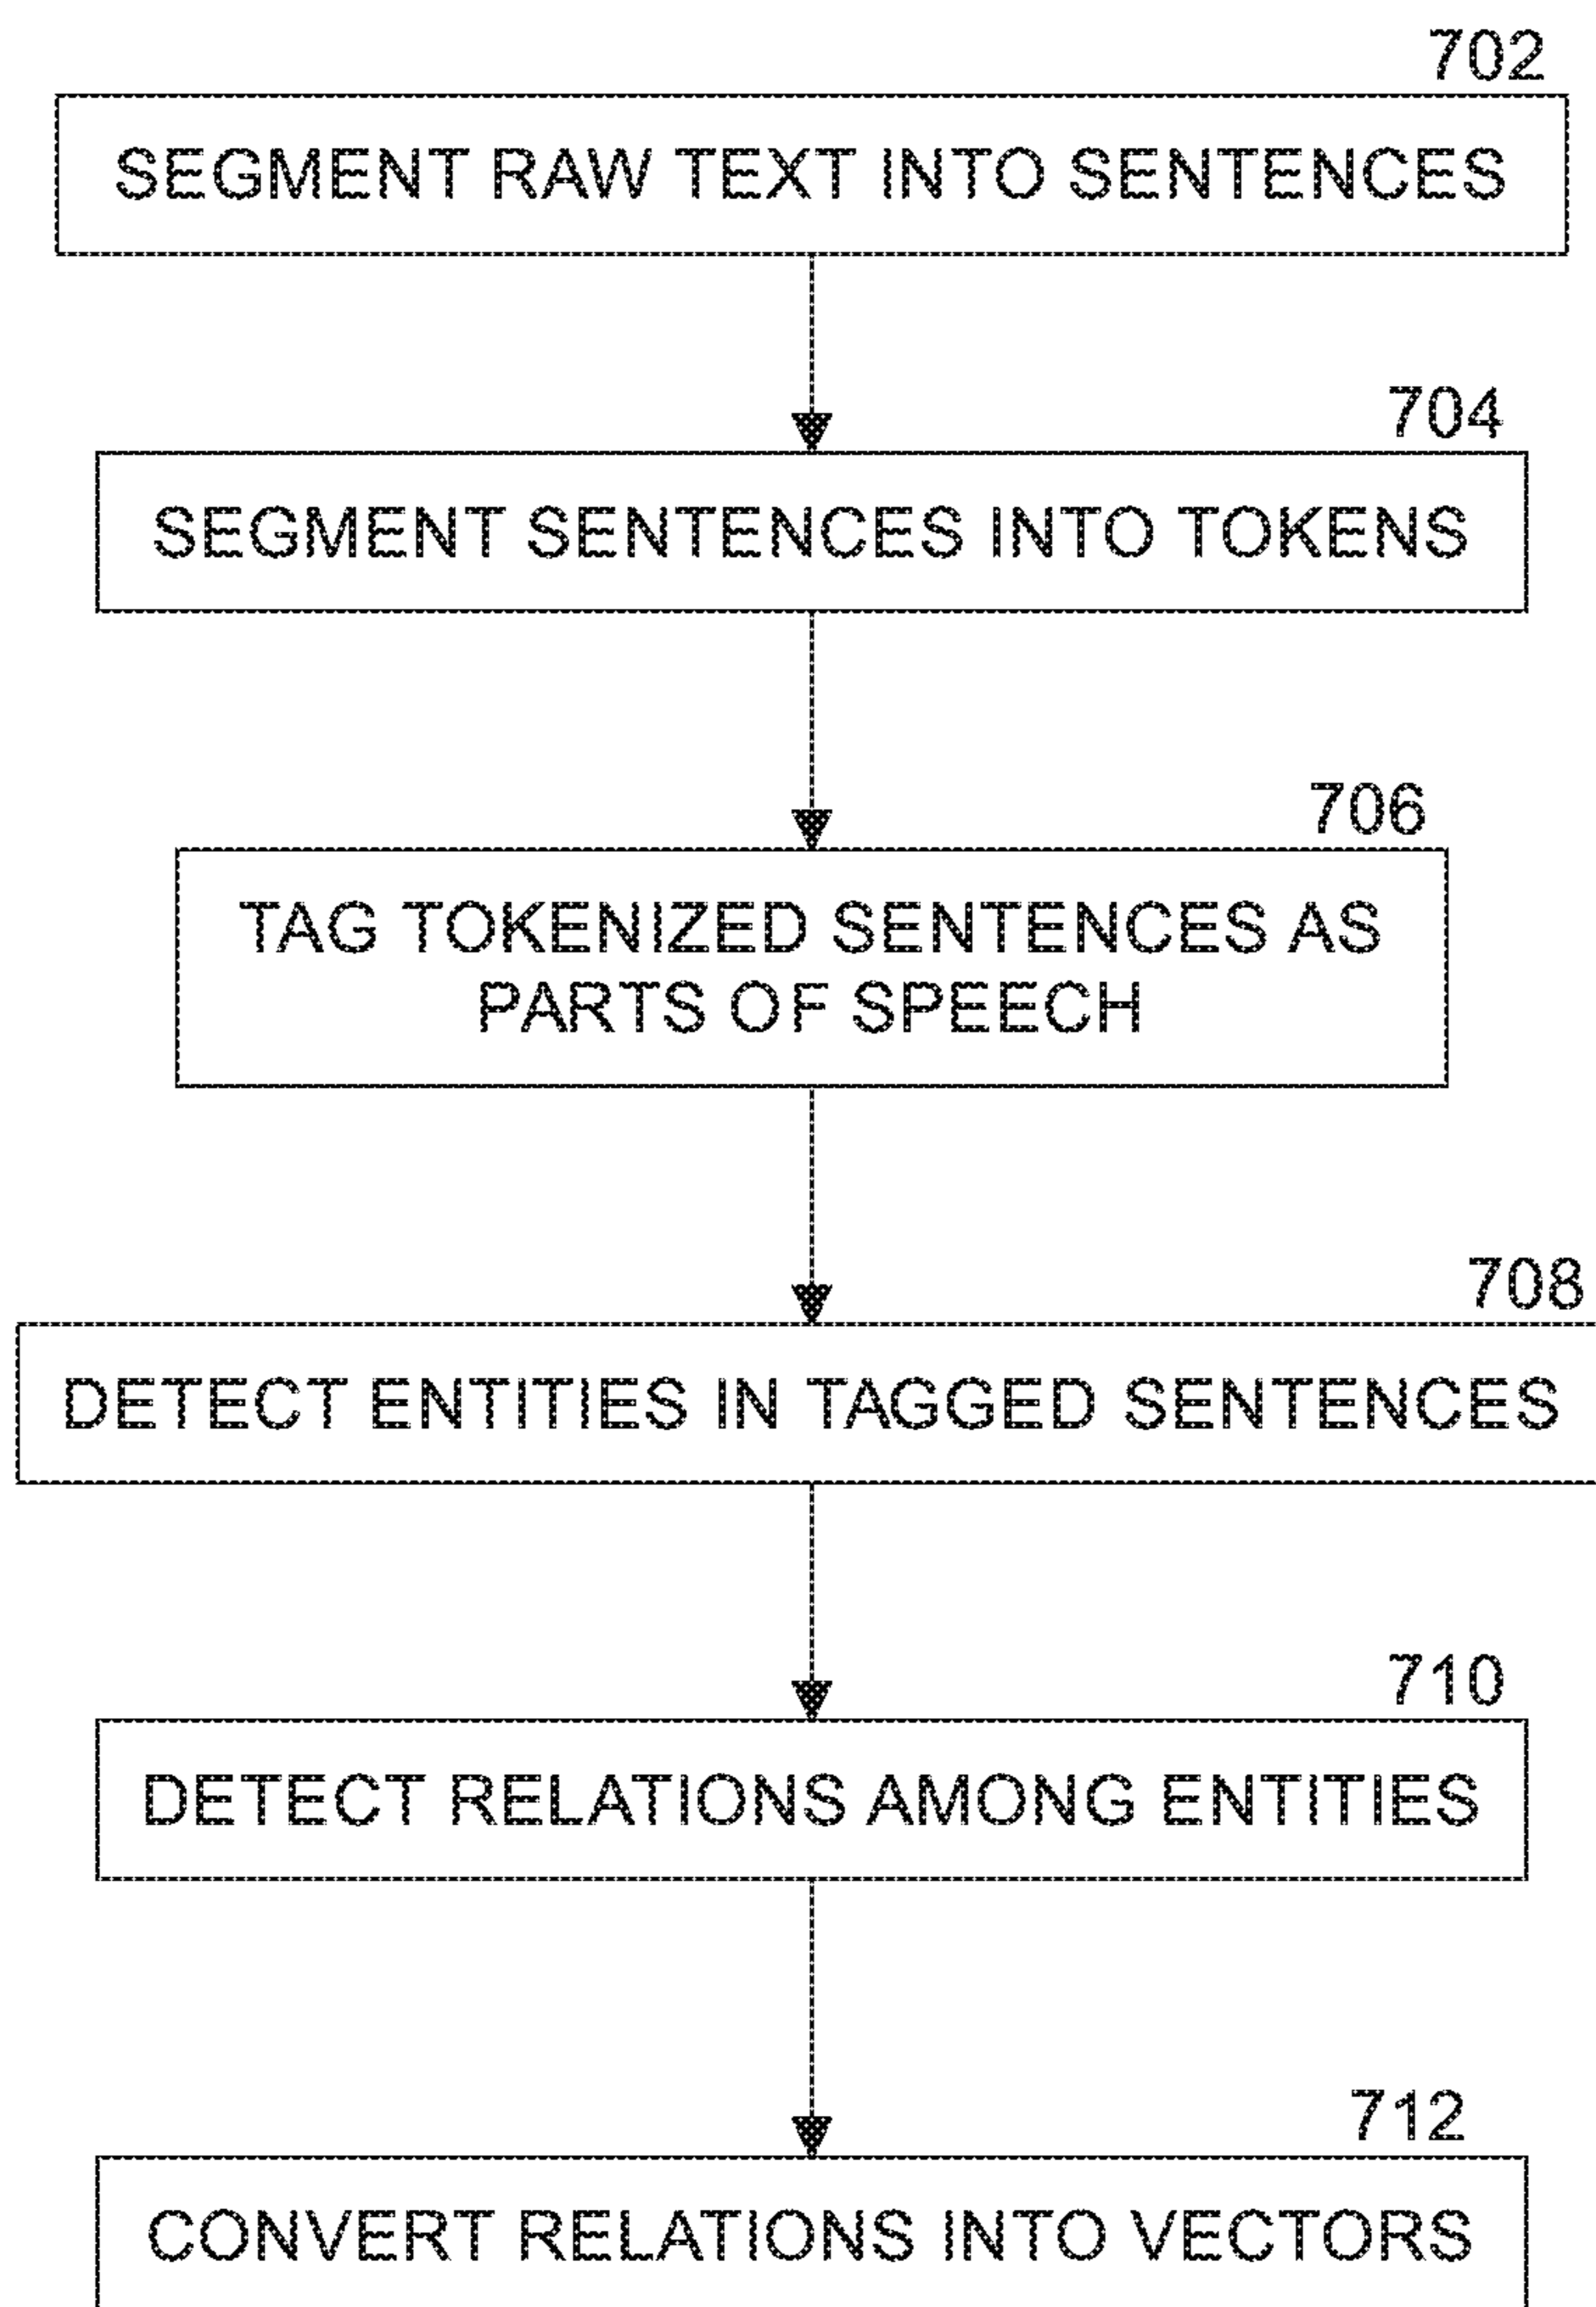 702
SEGMENT RAW TEXT INTO SENTENCES
704
SEGMENT SENTENCES INTO TOKENS
706
TAG TOKENIZED SENTENCES AS
PARTS OF SPEECH
708
DETECT ENTITIES IN TAGGED SENTENCES
710
DETECT RELATIONS AMONG ENTITIES
712
CONVERT RELATIONS INTO VECTORS